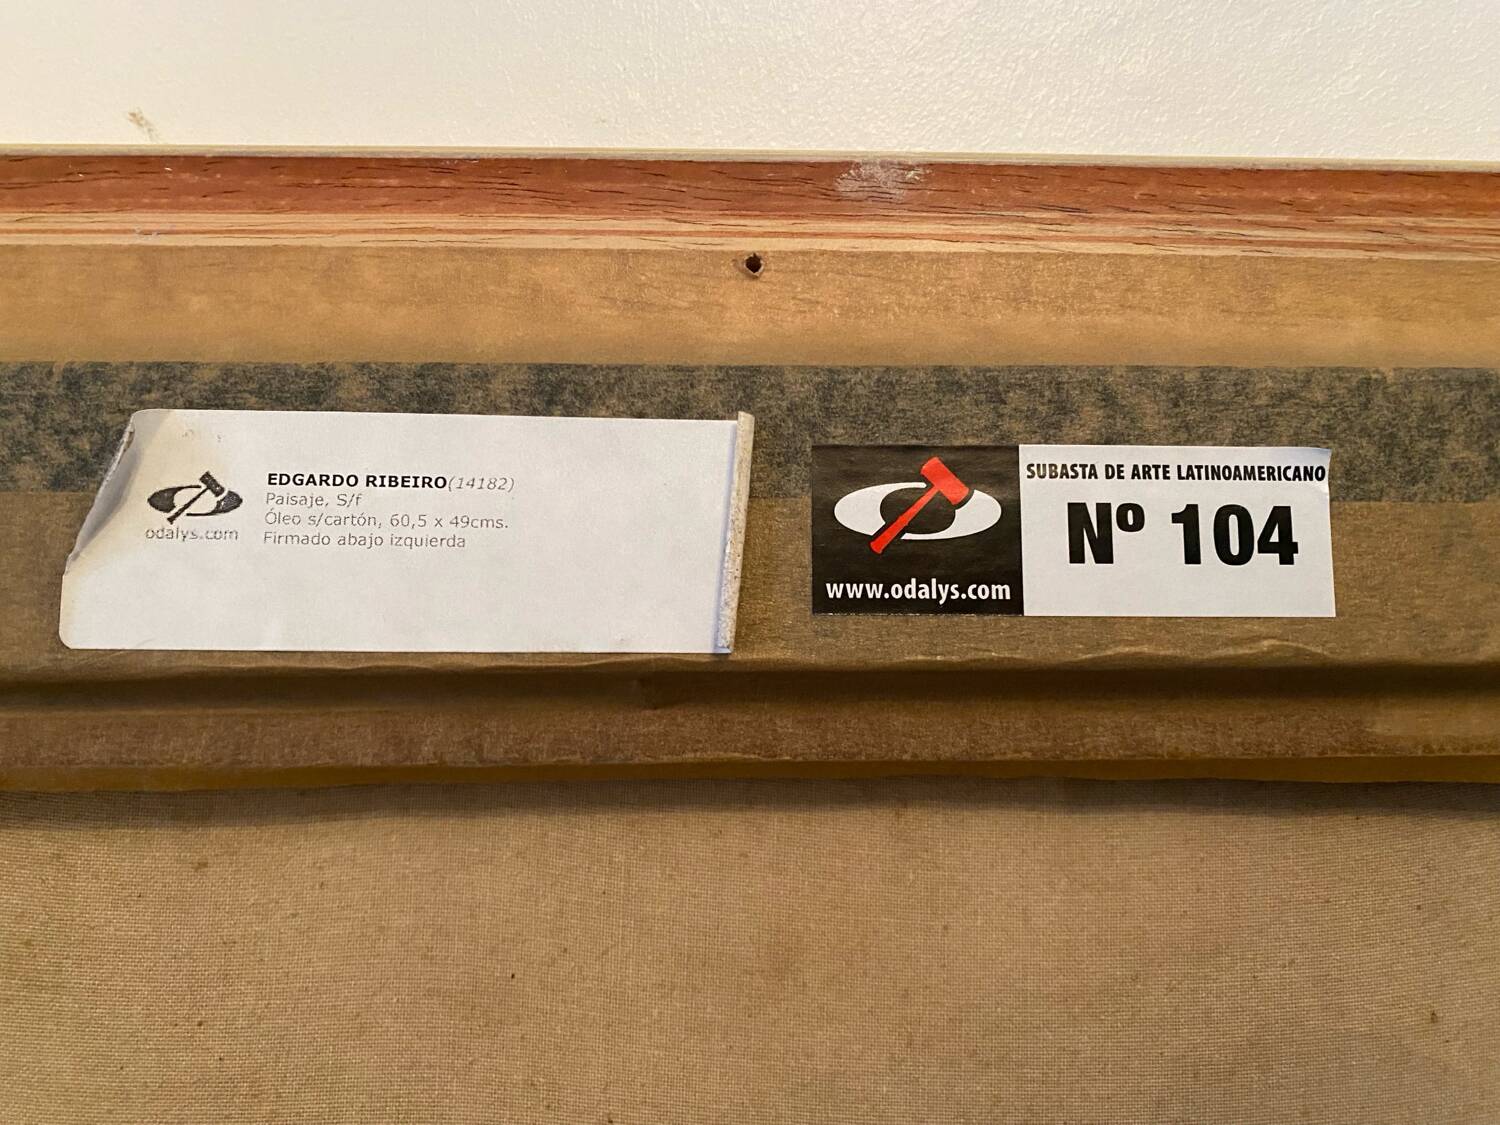 EDGARDO RIBEIRO(14182)
Paisaje, S/f
Óleo s/cartón, 60,5 x 49cms.
Firmado abajo izquierda
odalys.com
SUBASTA DE ARTE LATINOAMERICANO
Nº 104
www.odalys.com